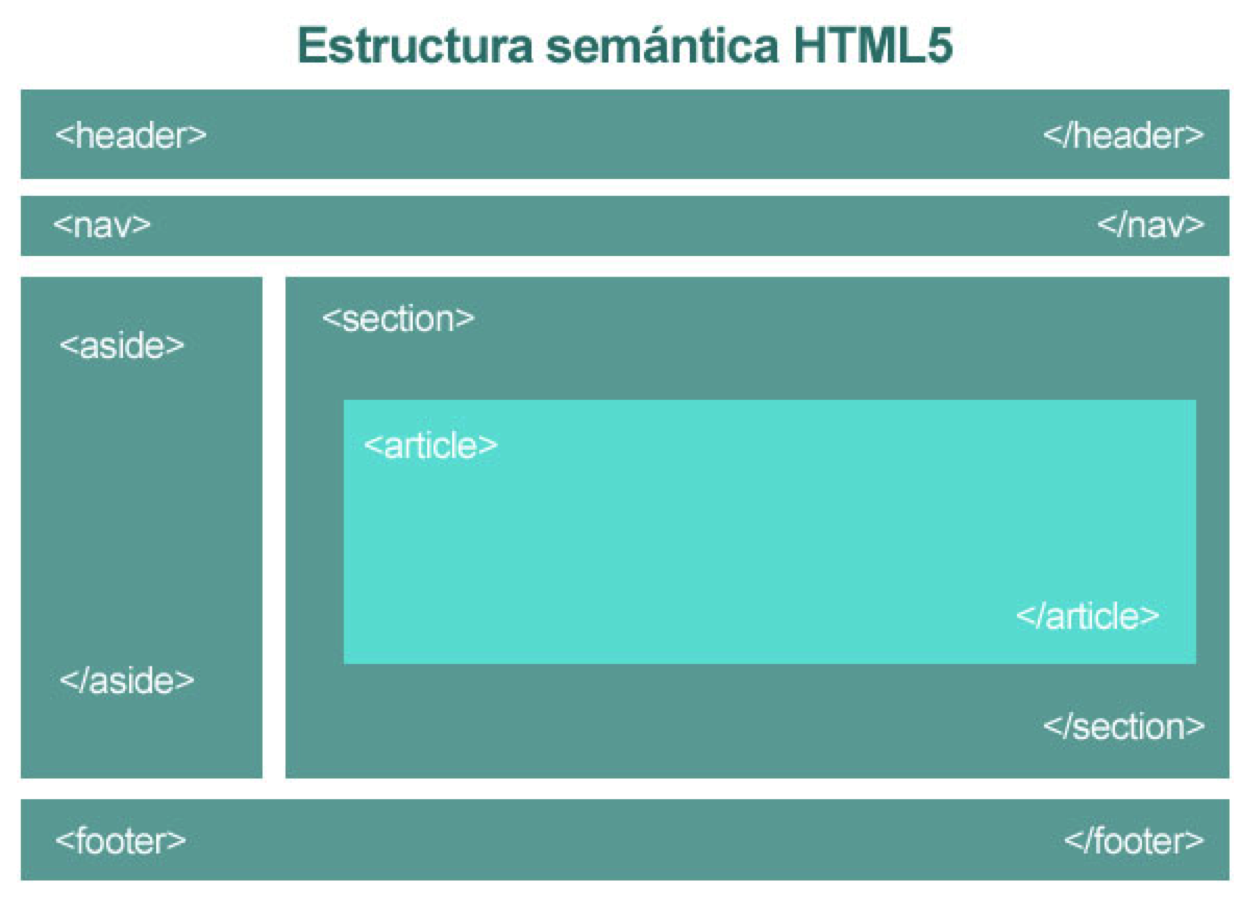 Estructura semántica HTML5
<header> </header>
<nav> </nav>
<aside>
</aside>
<section>
<article>
</article>
</section>
<footer> </footer>